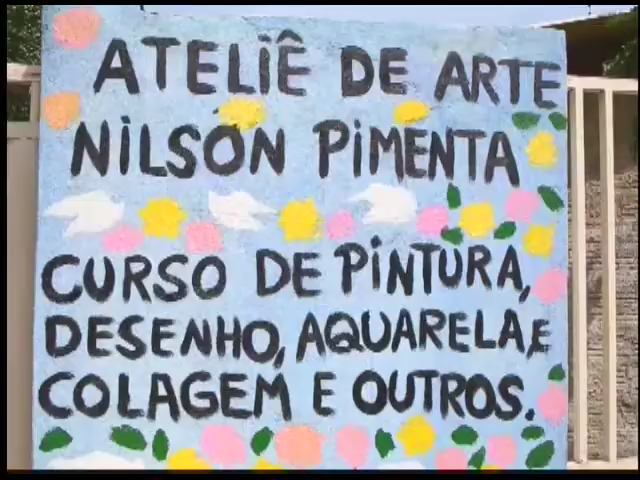 ATELIÊ DE ARTE
NILSON PIMENTA
CURSO DE PINTURA,
DESENHO, AQUARELA, E
COLAGEM E OUTROS.